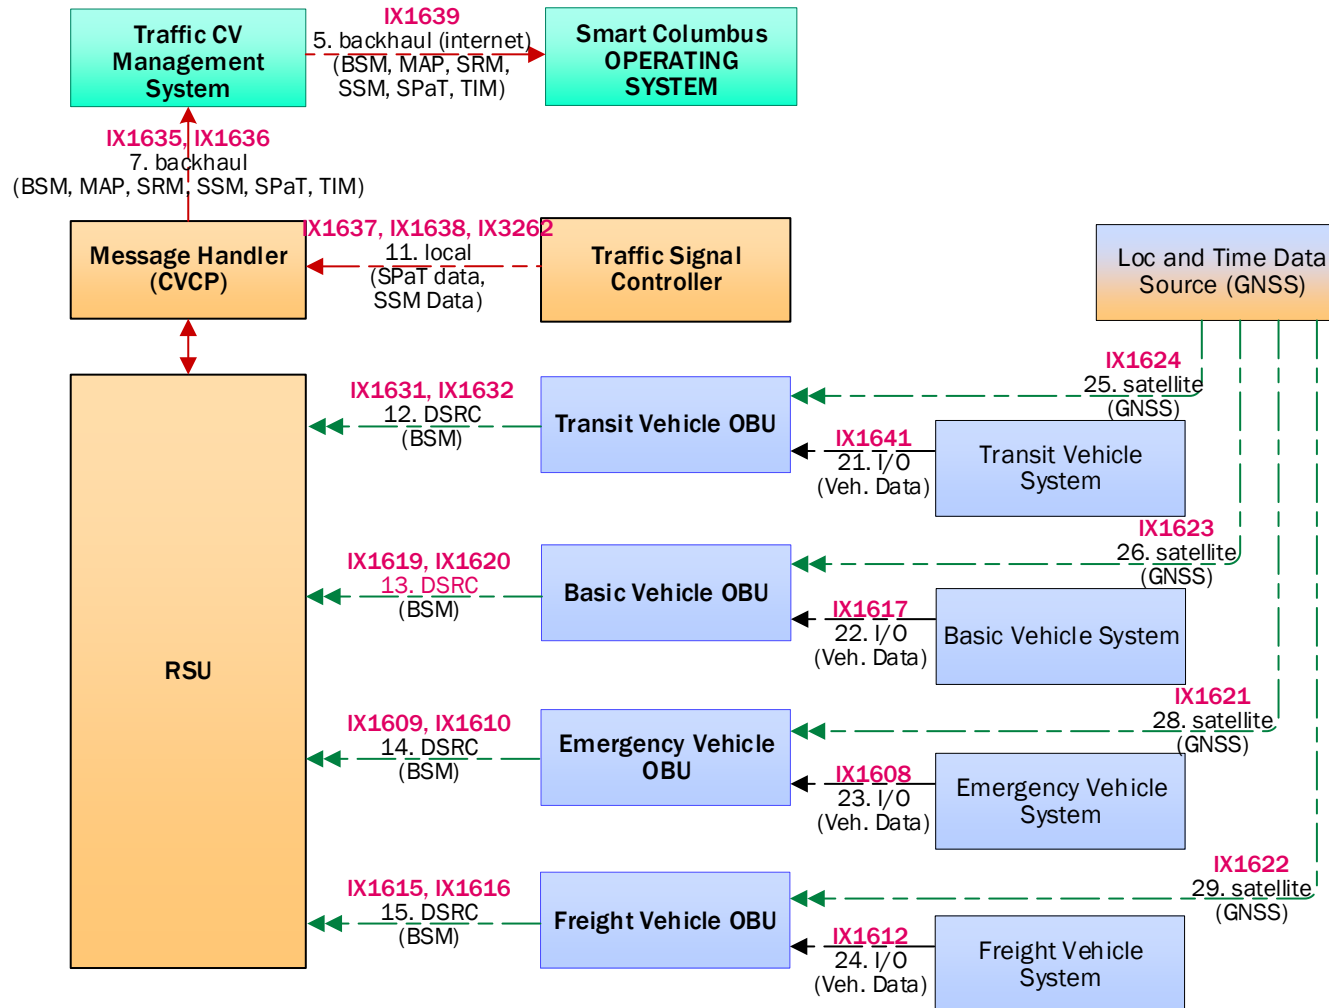 IX1639
Traffic CV
Management
System
5. backhaul (internet)
(BSM, MAP, SRM,
SSM, SPaT, TIM)
Smart Columbus
OPERATING
SYSTEM
IX1635, IX1636
7. backhaul
(BSM, MAP, SRM, SSM, SPaT, TIM)
Message Handler
(CVCP)
IX1637, IX1638, IX3262
11. local
(SPaT data,
SSM Data)
Traffic Signal
Controller
Loc and Time Data
Source (GNSS)
RSU
IX1631, IX1632
12. DSRC
(BSM)
Transit Vehicle OBU
IX1624
25. satellite
(GNSS)
IX1641
21. I/O
(Veh. Data)
Transit Vehicle
System
IX1619, IX1620
13. DSRC
(BSM)
Basic Vehicle OBU
IX1623
26. satellite
(GNSS)
IX1617
22. I/O
(Veh. Data)
Basic Vehicle System
IX1609, IX1610
14. DSRC
(BSM)
Emergency Vehicle
OBU
IX1621
28. satellite
(GNSS)
IX1608
23. I/O
(Veh. Data)
Emergency Vehicle
System
IX1615, IX1616
15. DSRC
(BSM)
Freight Vehicle OBU
IX1622
29. satellite
(GNSS)
IX1612
24. I/O
(Veh. Data)
Freight Vehicle
System